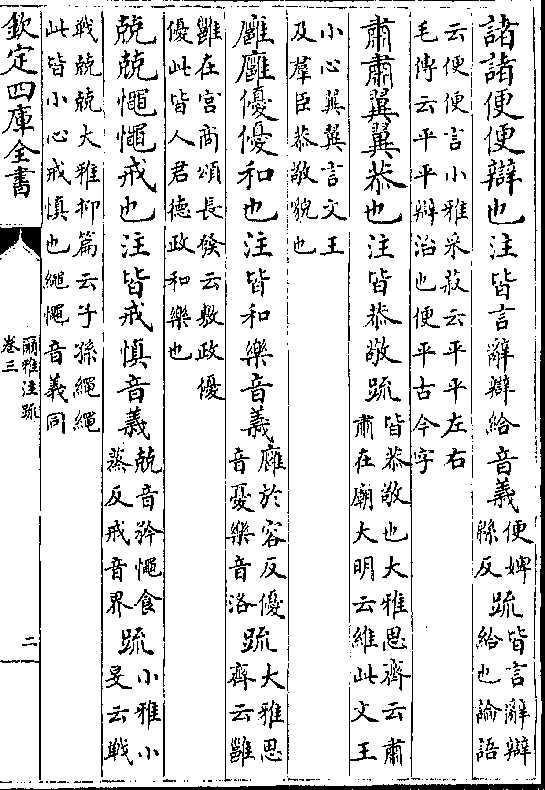 諸諸便便辯也注皆言辭辯給音義便婢緜反疏皆言辭辯給也論語
云便便言小雅采菽云平平左右
毛傳云平平辯治也便平古今字
肅肅翼翼恭也注皆恭敬疏皆恭敬也大雅思齊云肅肅在廟大明云維此文王
小心翼翼言文王
及羣臣恭敬貌也
廱廱優優和也注皆和樂音義廱於容反優音憂樂音洛疏大雅思齊云雝
雝在宮商頌長發云敷政優
優此皆人君德政和樂也
兢兢憴憴戒也注皆戒慎音義兢音矜憴食蒸反戒音界疏小雅小旻云戰
戰兢兢大雅抑篇云子孫繩繩
此皆小心戒慎也繩憴音義同
欽定四庫全書
爾雅注疏
卷三
二